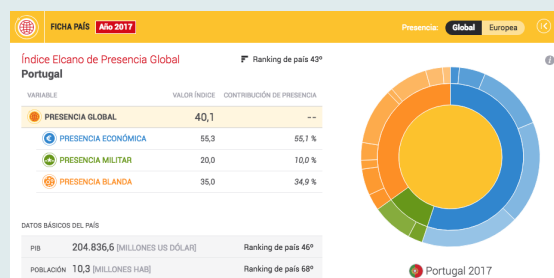 FICHA PAÍS Año 2017 Presencia: Global Europea
Índice Elcano de Presencia Global Ranking de país 43º
Portugal
VARIABLE VALOR ÍNDICE CONTRIBUCIÓN DE PRESENCIA
PRESENCIA GLOBAL 40,1 --
PRESENCIA ECONÓMICA 55,3 55,1 %
PRESENCIA MILITAR 20,0 10,0 %
PRESENCIA BLANDA 35,0 34,9 %
DATOS BÁSICOS DEL PAÍS
PIB 204.836,6 [MILLONES US DÓLAR] Ranking de país 46º
POBLACIÓN 10,3 [MILLONES HAB] Ranking de país 68º
Portugal 2017